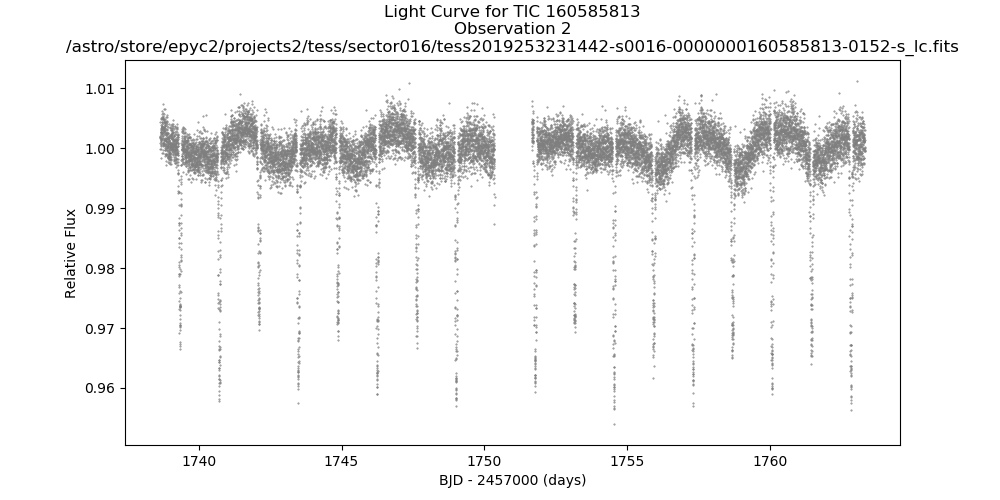 Light Curve for TIC 160585813
Observation 2
/astro/store/epyc2/projects2/tess/sector016/tess2019253231442-s0016-0000000160585813-0152-s_lc.fits
1.01
1.00
0.99
0.98
0.97
0.96
Relative Flux
1740
1745
1750
1755
1760
BJD - 2457000 (days)